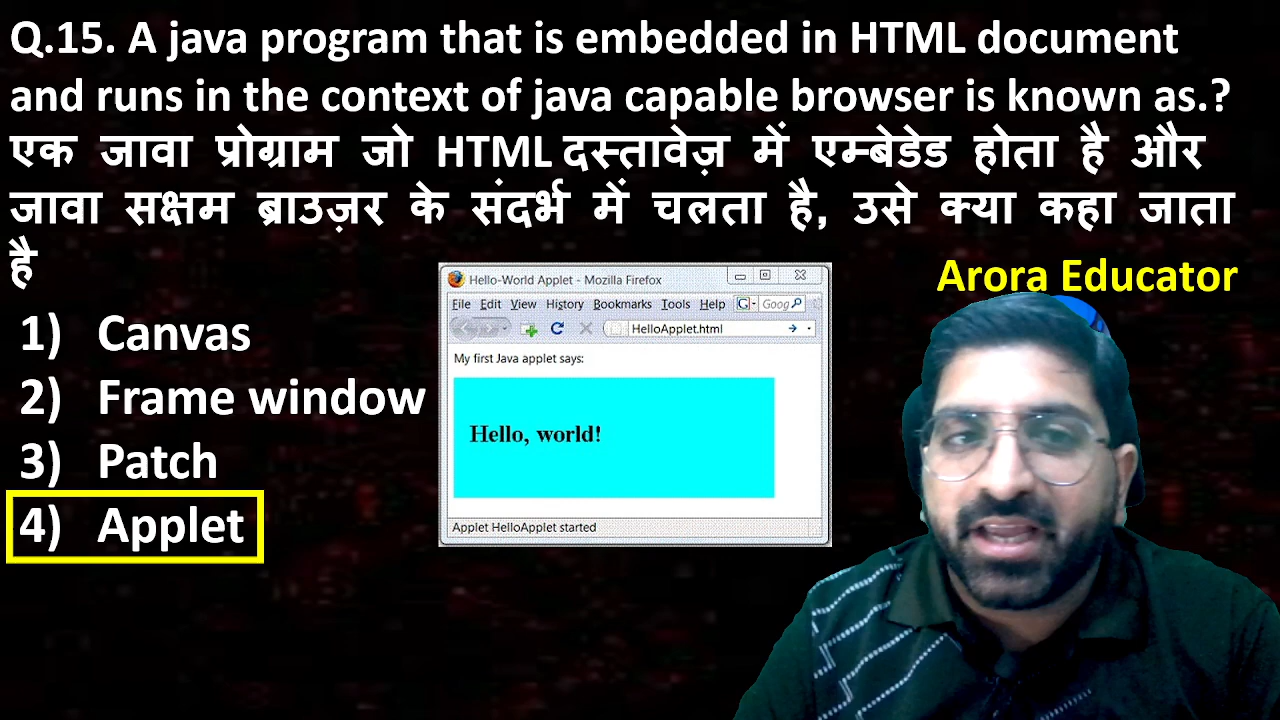 Q.15. A java program that is embedded in HTML document
and runs in the context of java capable browser is known as.?
एक जावा प्रोग्राम जो HTML दस्तावेज़ में एम्बेडेड होता है और
जावा सक्षम ब्राउज़र के संदर्भ में चलता है, उसे क्या कहा जाता
है
Arora Educator
1) Canvas
2) Frame window
3) Patch
4) Applet
Hello-World Applet - Mozilla Firefox
File Edit View History Bookmarks Tools Help Goog
HelloApplet.html
My first Java applet says:
Hello, world!
Applet HelloApplet started